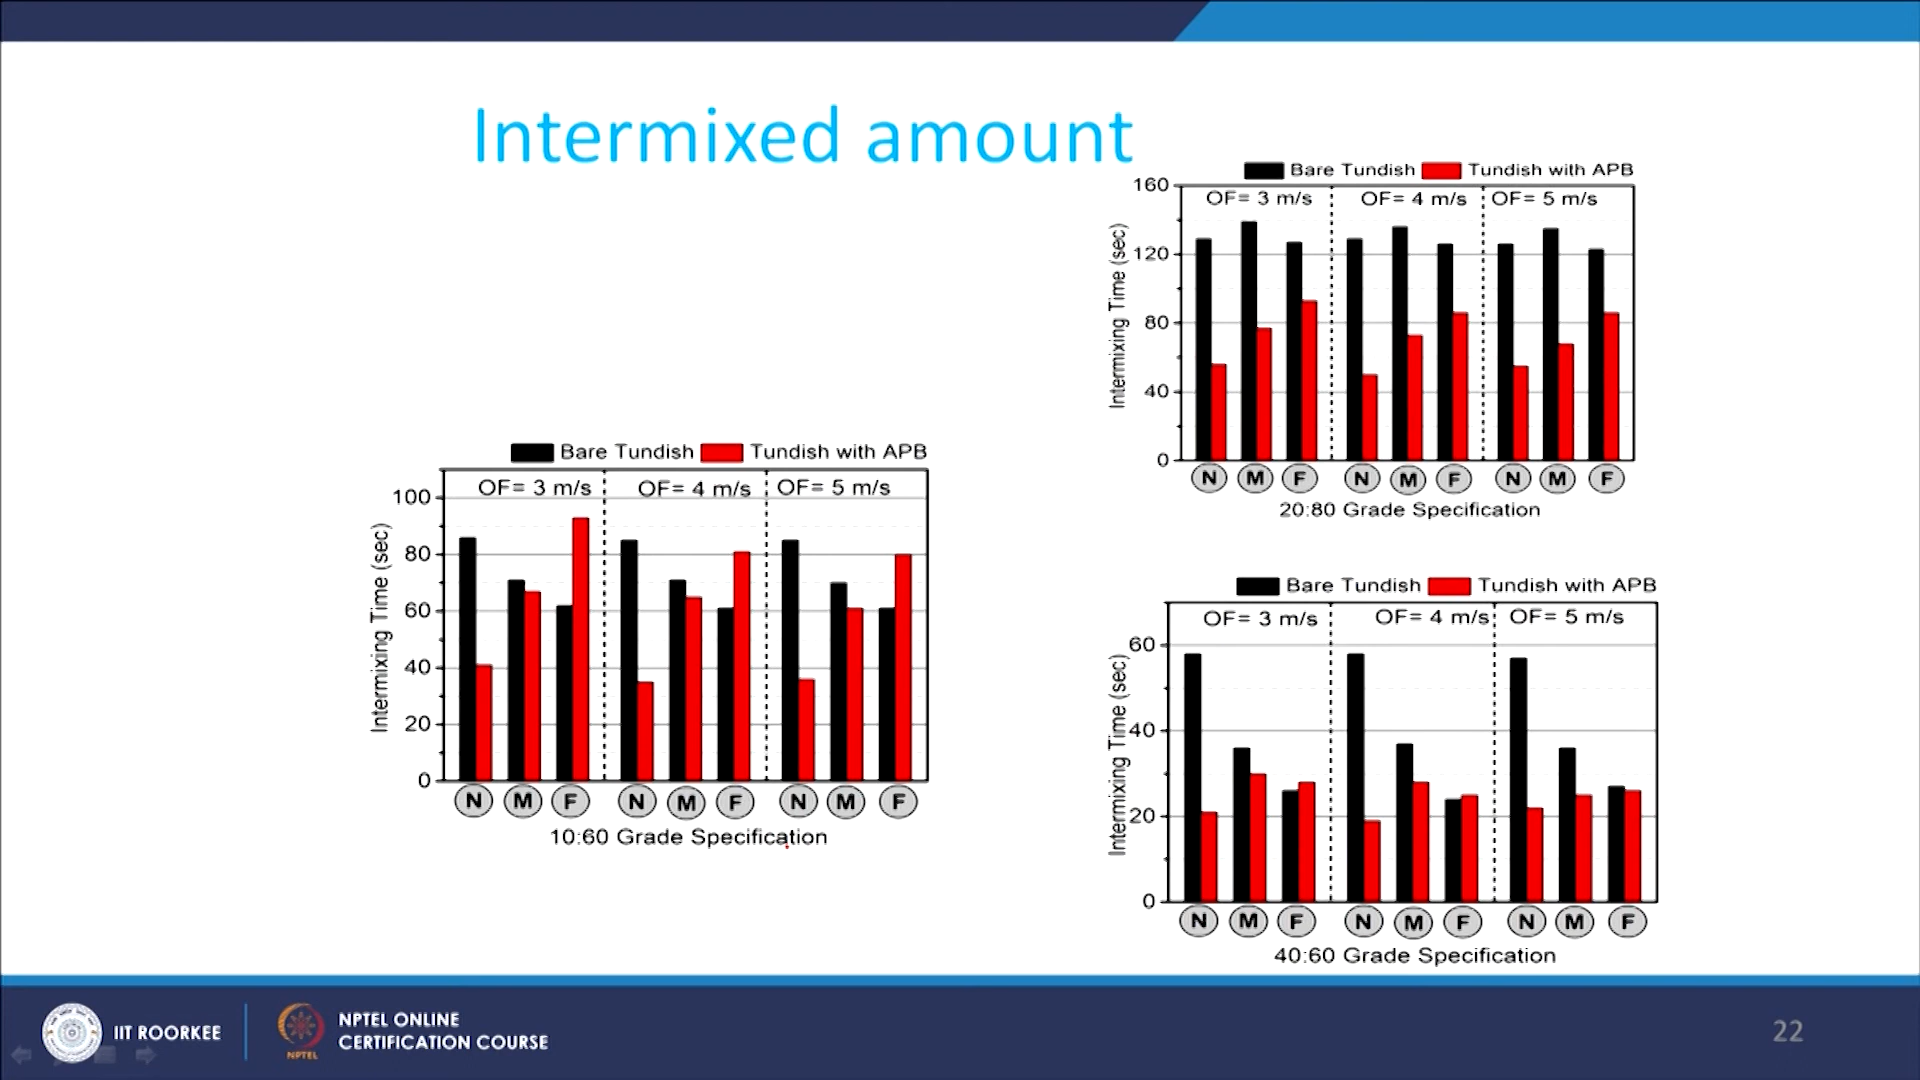 Intermixed amount
Bare Tundish Tundish with APB
160
OF= 3 m/s OF= 4 m/s OF= 5 m/s
120
80
40
0
Intermixing Time (sec)
N M F N M F N M F
20:80 Grade Specification
Bare Tundish Tundish with APB
OF= 3 m/s OF= 4 m/s OF= 5 m/s
100
80
60
40
20
0
Intermixing Time (sec)
N M F N M F N M F
10:60 Grade Specification
Bare Tundish Tundish with APB
OF= 3 m/s OF= 4 m/s OF= 5 m/s
60
40
20
0
Intermixing Time (sec)
N M F N M F N M F
40:60 Grade Specification
IIT ROORKEE
NPTEL
NPTEL ONLINE
CERTIFICATION COURSE
22